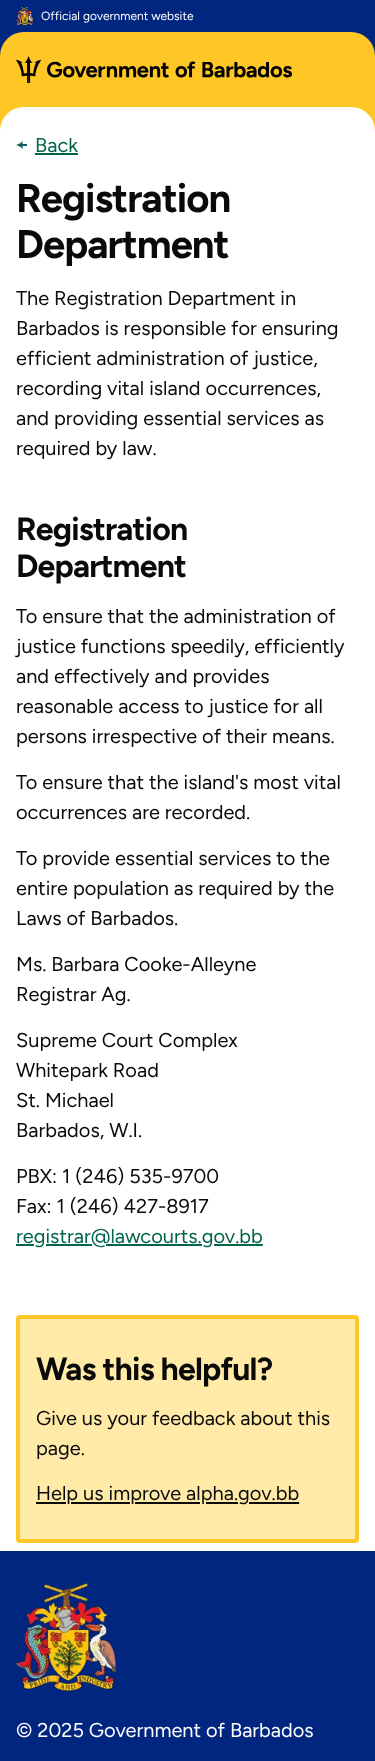 Official government website
Government of Barbados
Back
Registration
Department
The Registration Department in
Barbados is responsible for ensuring
efficient administration of justice,
recording vital island occurrences,
and providing essential services as
required by law.
Registration
Department
To ensure that the administration of
justice functions speedily, efficiently
and effectively and provides
reasonable access to justice for all
persons irrespective of their means.
To ensure that the island's most vital
occurrences are recorded.
To provide essential services to the
entire population as required by the
Laws of Barbados.
Ms. Barbara Cooke-Alleyne
Registrar Ag.
Supreme Court Complex
Whitepark Road
St. Michael
Barbados, W.I.
PBX: 1 (246) 535-9700
Fax: 1 (246) 427-8917
registrar@lawcourts.gov.bb
Was this helpful?
Give us your feedback about this
page.
Help us improve alpha.gov.bb
PRIDE AND INDUSTRY
© 2025 Government of Barbados